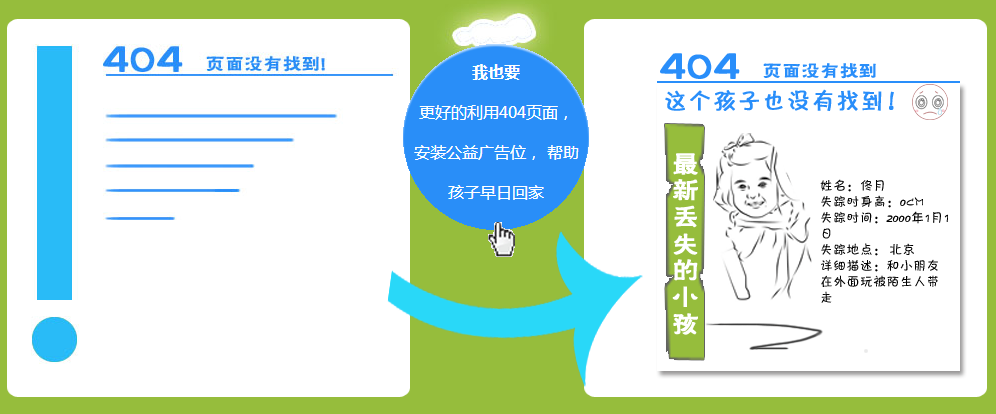 404 页面没有找到!
我也要
更好的利用404页面，
安装公益广告位， 帮助
孩子早日回家
404 页面没有找到
这个孩子也没有找到!
最新丢失的小孩
姓名: 佟月
失踪时身高: 0CM
失踪时间: 2000年1月1
日
失踪地点: 北京
详细描述: 和小朋友
在外面玩被陌生人带
走